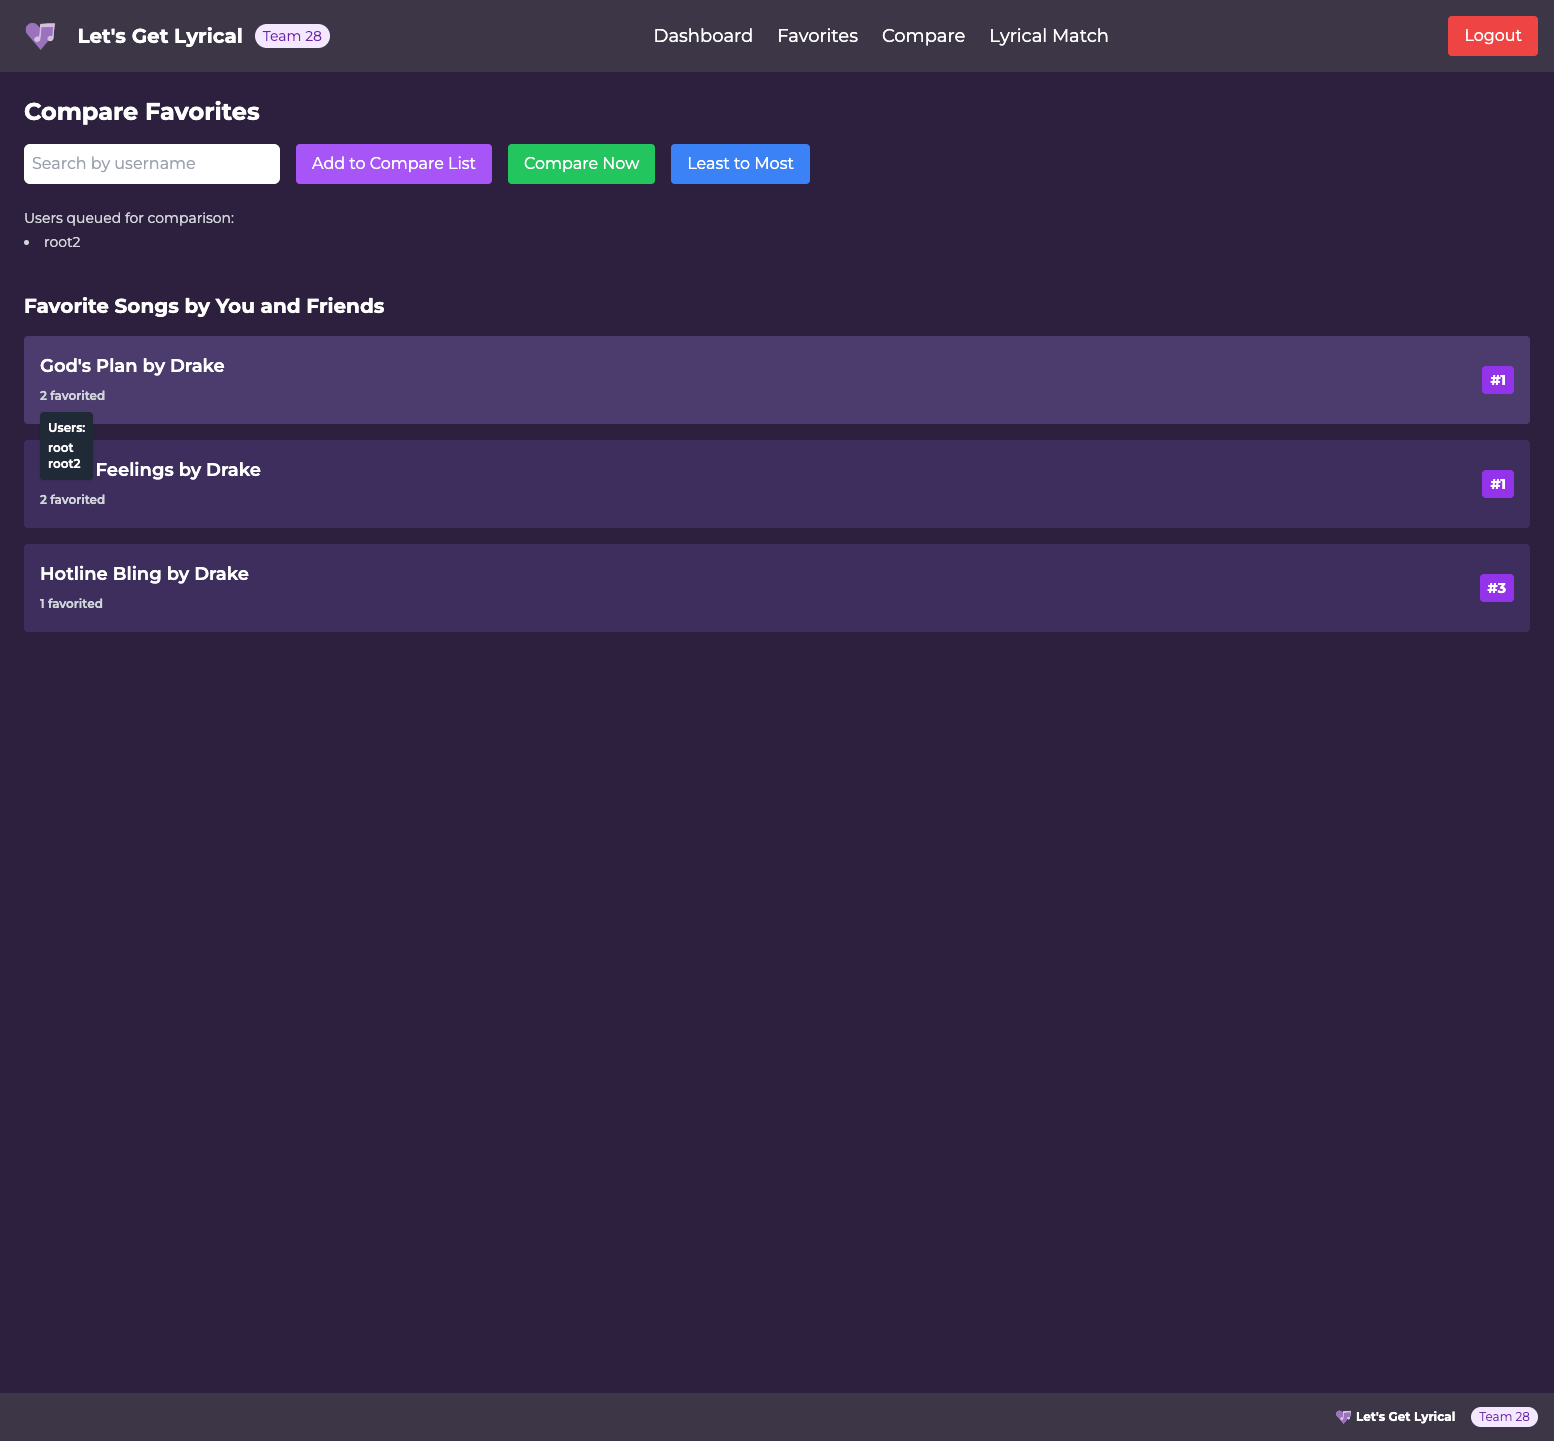 Let's Get Lyrical Team 28 Dashboard Favorites Compare Lyrical Match Logout
Compare Favorites
Search by username Add to Compare List Compare Now Least to Most
Users queued for comparison:
• root2
Favorite Songs by You and Friends
God's Plan by Drake
2 favorited
#1
Users:
root
root2
Feelings by Drake
2 favorited
#1
Hotline Bling by Drake
1 favorited
#3
Let's Get Lyrical Team 28